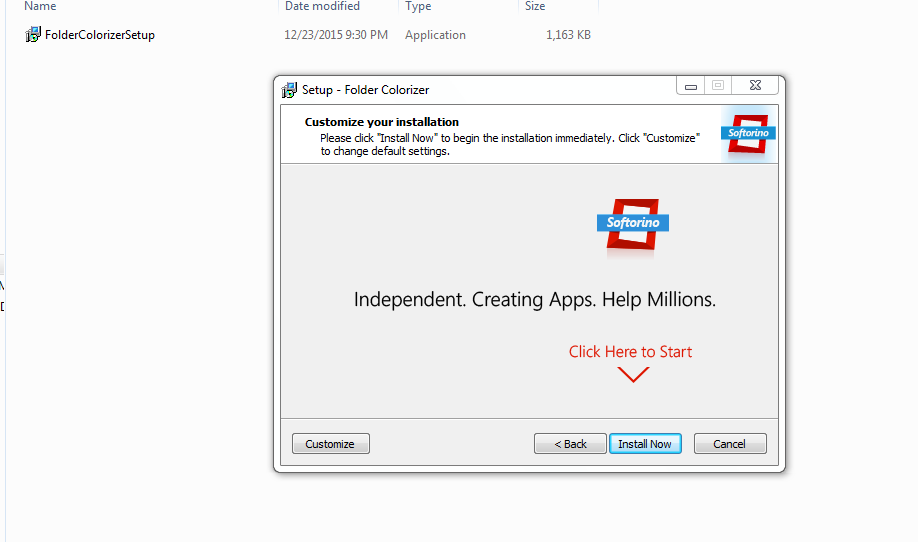 Name Date modified Type Size
FolderColorizerSetup 12/23/2015 9:30 PM Application 1,163 KB
Setup - Folder Colorizer
Customize your installation
Please click "Install Now" to begin the installation immediately. Click "Customize"
to change default settings.
Softorino
Softorino
Independent. Creating Apps. Help Millions.
Click Here to Start
Customize < Back Install Now Cancel